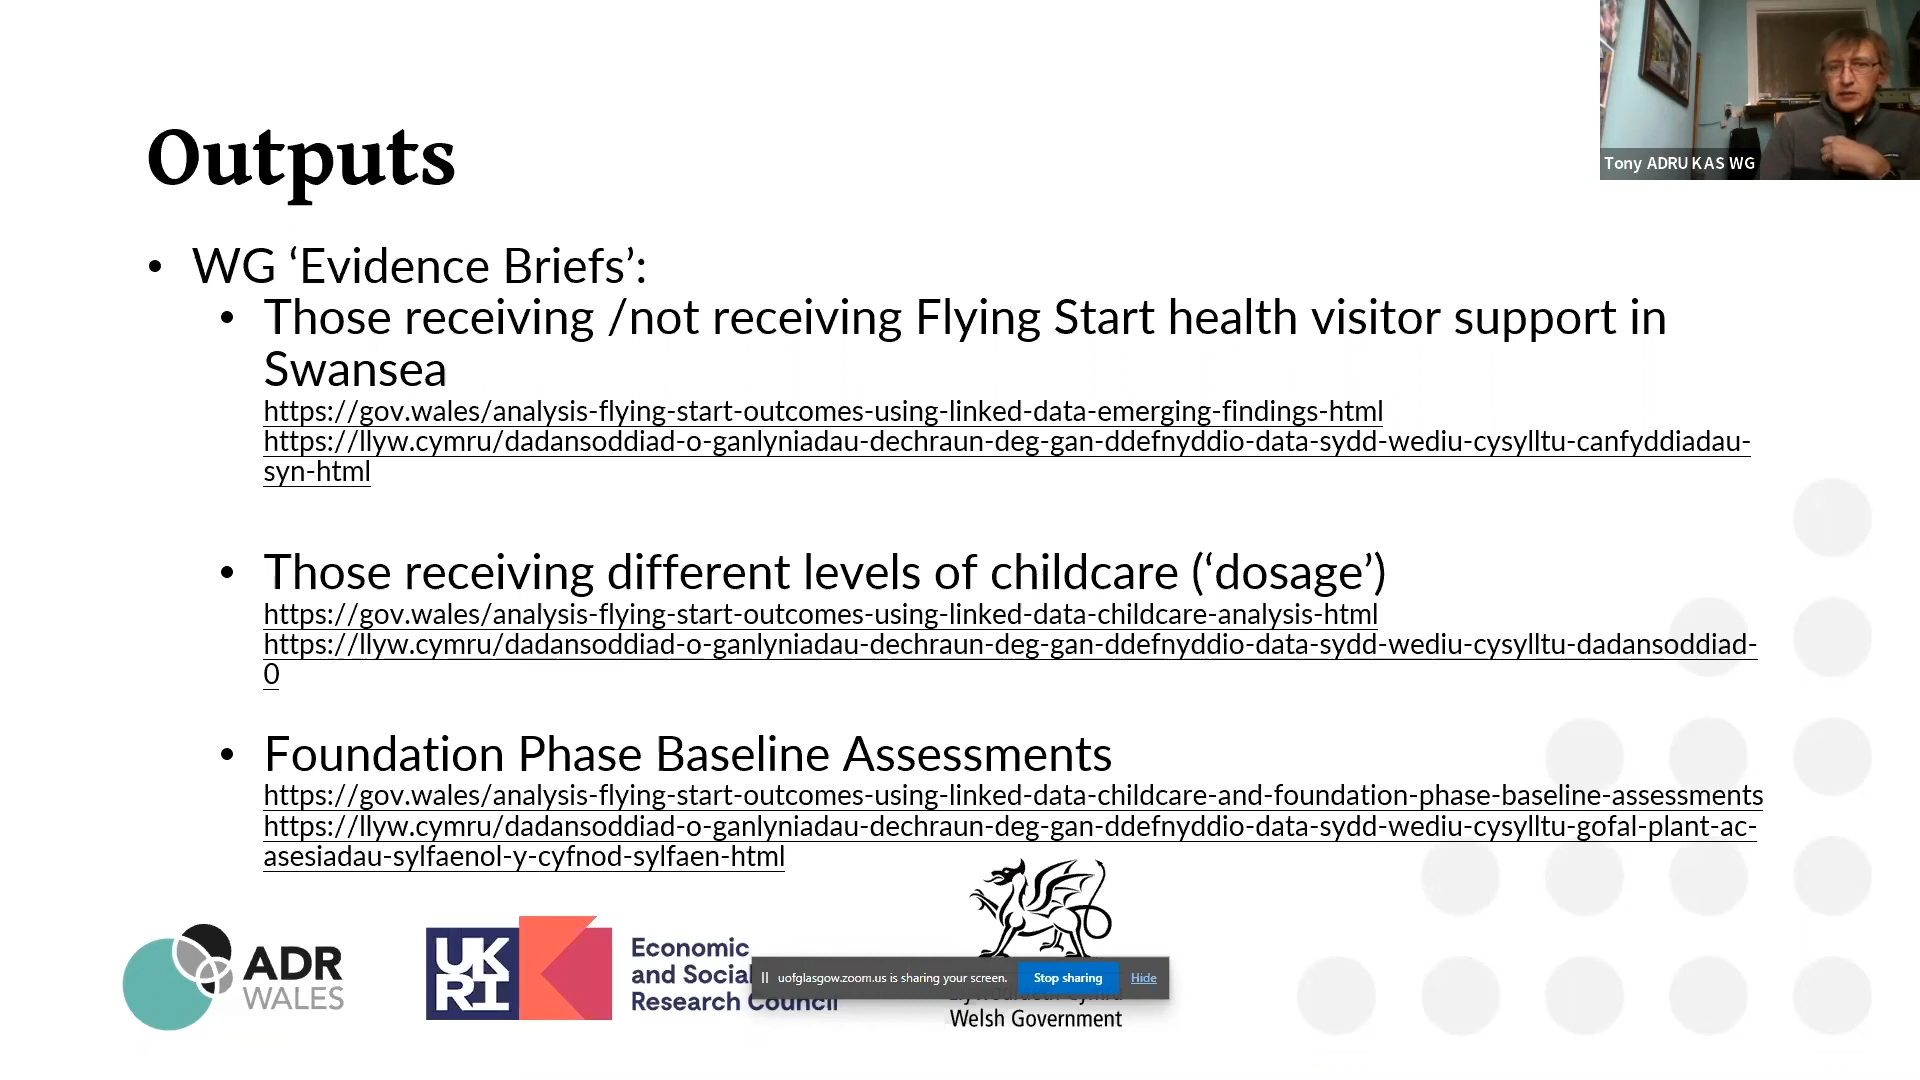 Tony ADRU KAS WG
Outputs
• WG ‘Evidence Briefs’:
• Those receiving /not receiving Flying Start health visitor support in
Swansea
https://gov.wales/analysis-flying-start-outcomes-using-linked-data-emerging-findings-html
https://llyw.cymru/dadansoddiad-o-ganlyniadau-dechraun-deg-gan-ddefnyddio-data-sydd-wediu-cysylltu-canfyddiadau-
syn-html
• Those receiving different levels of childcare (‘dosage’)
https://gov.wales/analysis-flying-start-outcomes-using-linked-data-childcare-analysis-html
https://llyw.cymru/dadansoddiad-o-ganlyniadau-dechraun-deg-gan-ddefnyddio-data-sydd-wediu-cysylltu-dadansoddiad-
0
• Foundation Phase Baseline Assessments
https://gov.wales/analysis-flying-start-outcomes-using-linked-data-childcare-and-foundation-phase-baseline-assessments
https://llyw.cymru/dadansoddiad-o-ganlyniadau-dechraun-deg-gan-ddefnyddio-data-sydd-wediu-cysylltu-gofal-plant-ac-
asesiadau-sylfaenol-y-cyfnod-sylfaen-html
ADR
WALES
UK
RI
Economic
and Social
Research Council
uofglasgow.zoom.us is sharing your screen. Stop sharing Hide
Welsh Government